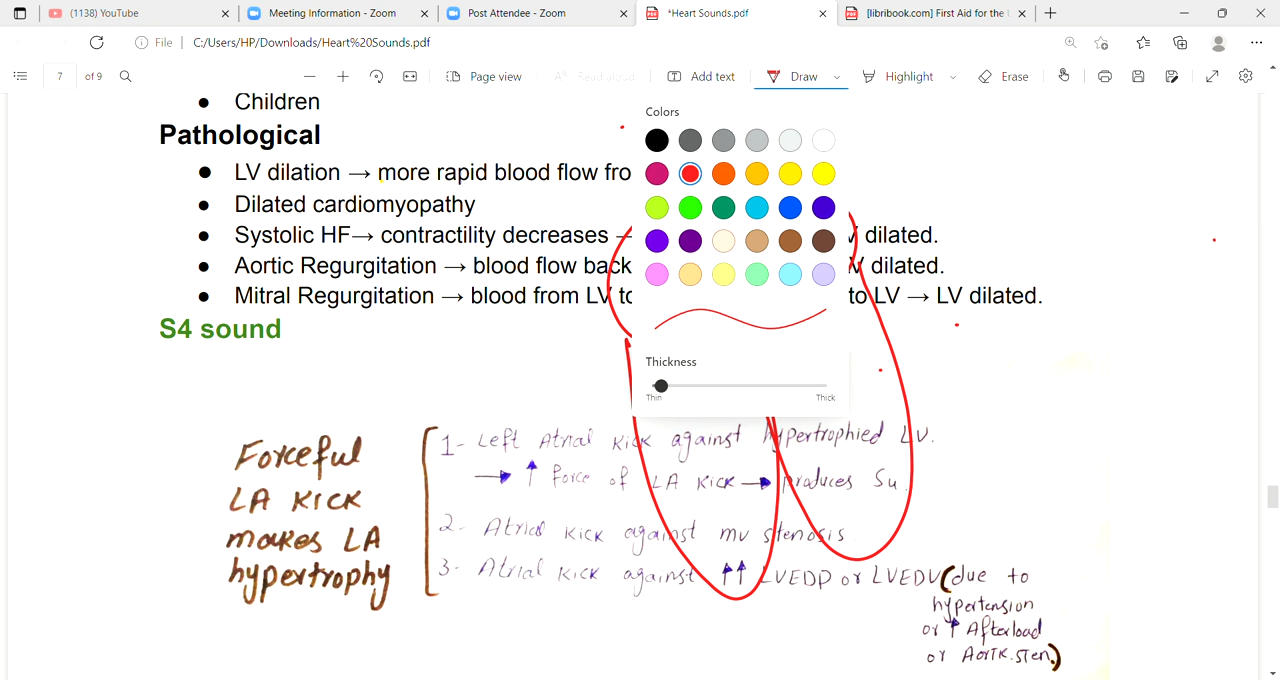 (1138) YouTube
Meeting Information - Zoom
Post Attendee - Zoom
*Heart Sounds.pdf
[libribook.com] First Aid for the U
File
C:/Users/HP/Downloads/Heart%20Sounds.pdf
7 of 9
Page view
Read aloud
Add text
Draw
Highlight
Erase
Colors
Thickness
Thin
Thick
● Children
Pathological
● LV dilation → more rapid blood flow fro
● Dilated cardiomyopathy
● Systolic HF→ contractility decreases → V dilated.
● Aortic Regurgitation → blood flow back V dilated.
● Mitral Regurgitation → blood from LV to to LV → LV dilated.
S4 sound
Forceful
LA KICK
makes LA
hypertrophy
1- Left Atrial Kick against hypertrophied LV.
→ ↑ Force of LA Kick → produces S4.
2- Atrial Kick against mv stenosis.
3- Atrial Kick against ↑↑ LVEDP or LVEDV (due to
hypertension
or ↑ Afterload
or Aortic.sten.)